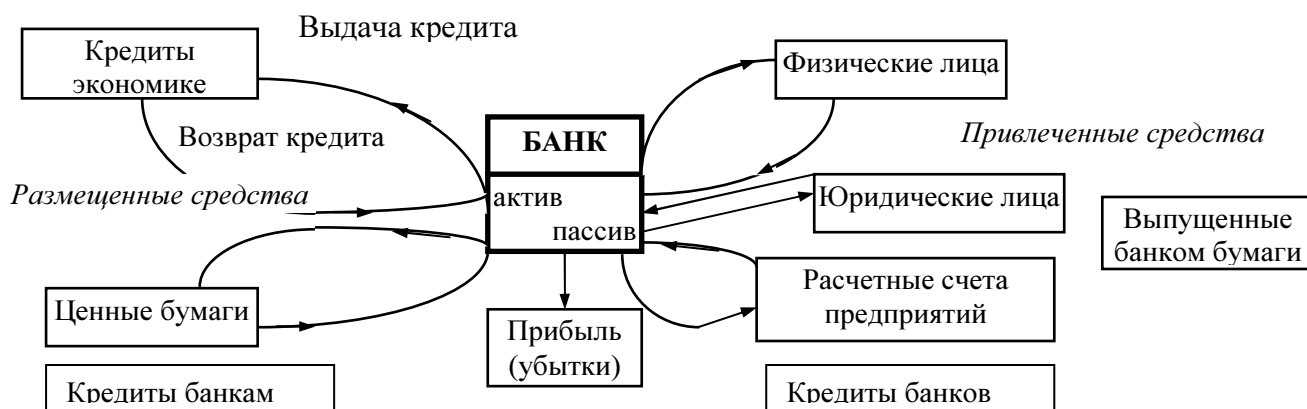 Выдача кредита
Кредиты
экономике
Возврат кредита
Размещенные средства
БАНК
актив
пассив
Физические лица
Привлеченные средства
Юридические лица
Выпущенные
банком бумаги
Расчетные счета
предприятий
Ценные бумаги
Прибыль
(убытки)
Кредиты банкам
Кредиты банков